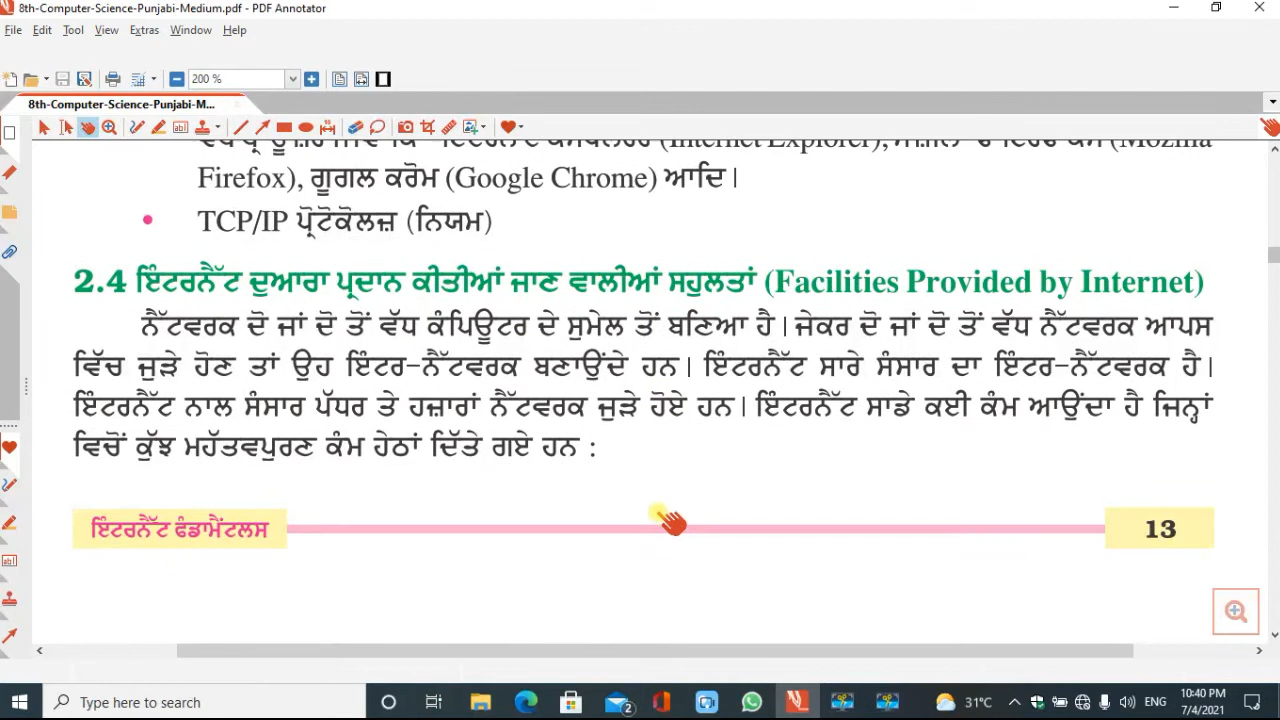 8th-Computer-Science-Punjabi-Medium.pdf - PDF Annotator
File Edit Tool View Extras Window Help
200 %
8th-Computer-Science-Punjabi-M...
(Internet Explorer), (Mozilla
Firefox), ਗੂਗਲ ਕਰੋਮ (Google Chrome) ਆਦਿ।
• TCP/IP ਪ੍ਰੋਟੋਕੋਲਜ਼ (ਨਿਯਮ)
2.4 ਇੰਟਰਨੈੱਟ ਦੁਆਰਾ ਪ੍ਰਦਾਨ ਕੀਤੀਆਂ ਜਾਣ ਵਾਲੀਆਂ ਸਹੂਲਤਾਂ (Facilities Provided by Internet)
ਨੈੱਟਵਰਕ ਦੋ ਜਾਂ ਦੋ ਤੋਂ ਵੱਧ ਕੰਪਿਊਟਰ ਦੇ ਸੁਮੇਲ ਤੋਂ ਬਣਿਆ ਹੈ। ਜੇਕਰ ਦੋ ਜਾਂ ਦੋ ਤੋਂ ਵੱਧ ਨੈੱਟਵਰਕ ਆਪਸ
ਵਿੱਚ ਜੁੜੇ ਹੋਣ ਤਾਂ ਉਹ ਇੰਟਰ-ਨੈੱਟਵਰਕ ਬਣਾਉਂਦੇ ਹਨ। ਇੰਟਰਨੈੱਟ ਸਾਰੇ ਸੰਸਾਰ ਦਾ ਇੰਟਰ-ਨੈੱਟਵਰਕ ਹੈ।
ਇੰਟਰਨੈੱਟ ਨਾਲ ਸੰਸਾਰ ਪੱਧਰ ਤੇ ਹਜ਼ਾਰਾਂ ਨੈੱਟਵਰਕ ਜੁੜੇ ਹੋਏ ਹਨ। ਇੰਟਰਨੈੱਟ ਸਾਡੇ ਕਈ ਕੰਮ ਆਉਂਦਾ ਹੈ ਜਿਨ੍ਹਾਂ
ਵਿਚੋਂ ਕੁੱਝ ਮਹੱਤਵਪੂਰਣ ਕੰਮ ਹੇਠਾਂ ਦਿੱਤੇ ਗਏ ਹਨ :
ਇੰਟਰਨੈੱਟ ਫੰਡਾਮੈਂਟਲਸ 13
Type here to search
2
31°C
ENG
10:40 PM
7/4/2021